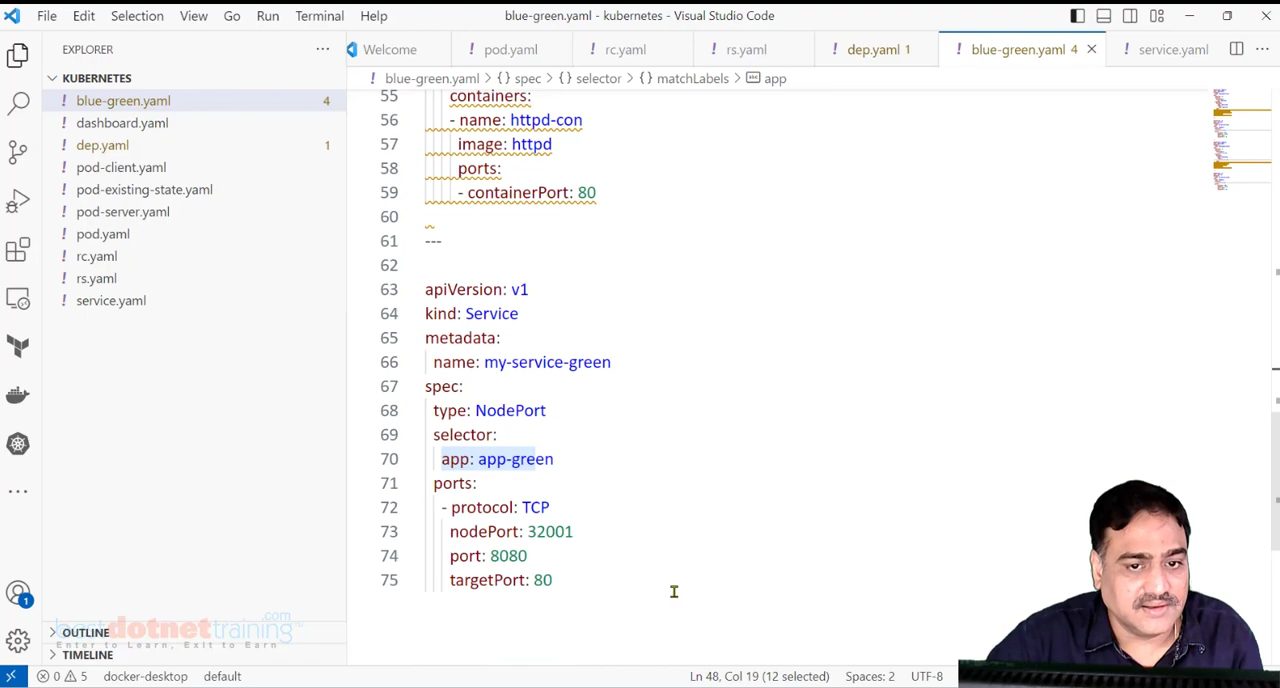 File Edit Selection View Go Run Terminal Help blue-green.yaml - kubernetes - Visual Studio Code
EXPLORER ···
Welcome ! pod.yaml ! rc.yaml ! rs.yaml ! dep.yaml 1 ! blue-green.yaml 4 ! service.yaml ···
! blue-green.yaml > {} spec > {} selector > {} matchLabels > app
KUBERNETES
! blue-green.yaml 4
! dashboard.yaml
! dep.yaml 1
! pod-client.yaml
! pod-existing-state.yaml
! pod-server.yaml
! pod.yaml
! rc.yaml
! rs.yaml
! service.yaml
55 containers:
56 - name: httpd-con
57 image: httpd
58 ports:
59 - containerPort: 80
60
61 ---
62
63 apiVersion: v1
64 kind: Service
65 metadata:
66 name: my-service-green
67 spec:
68 type: NodePort
69 selector:
70 app: app-green
71 ports:
72 - protocol: TCP
73 nodePort: 32001
74 port: 8080
75 targetPort: 80
1
bestdotnettraining.com
Enter to Learn, Exit to Earn
OUTLINE
TIMELINE
0 5 docker-desktop default Ln 48, Col 19 (12 selected) Spaces: 2 UTF-8